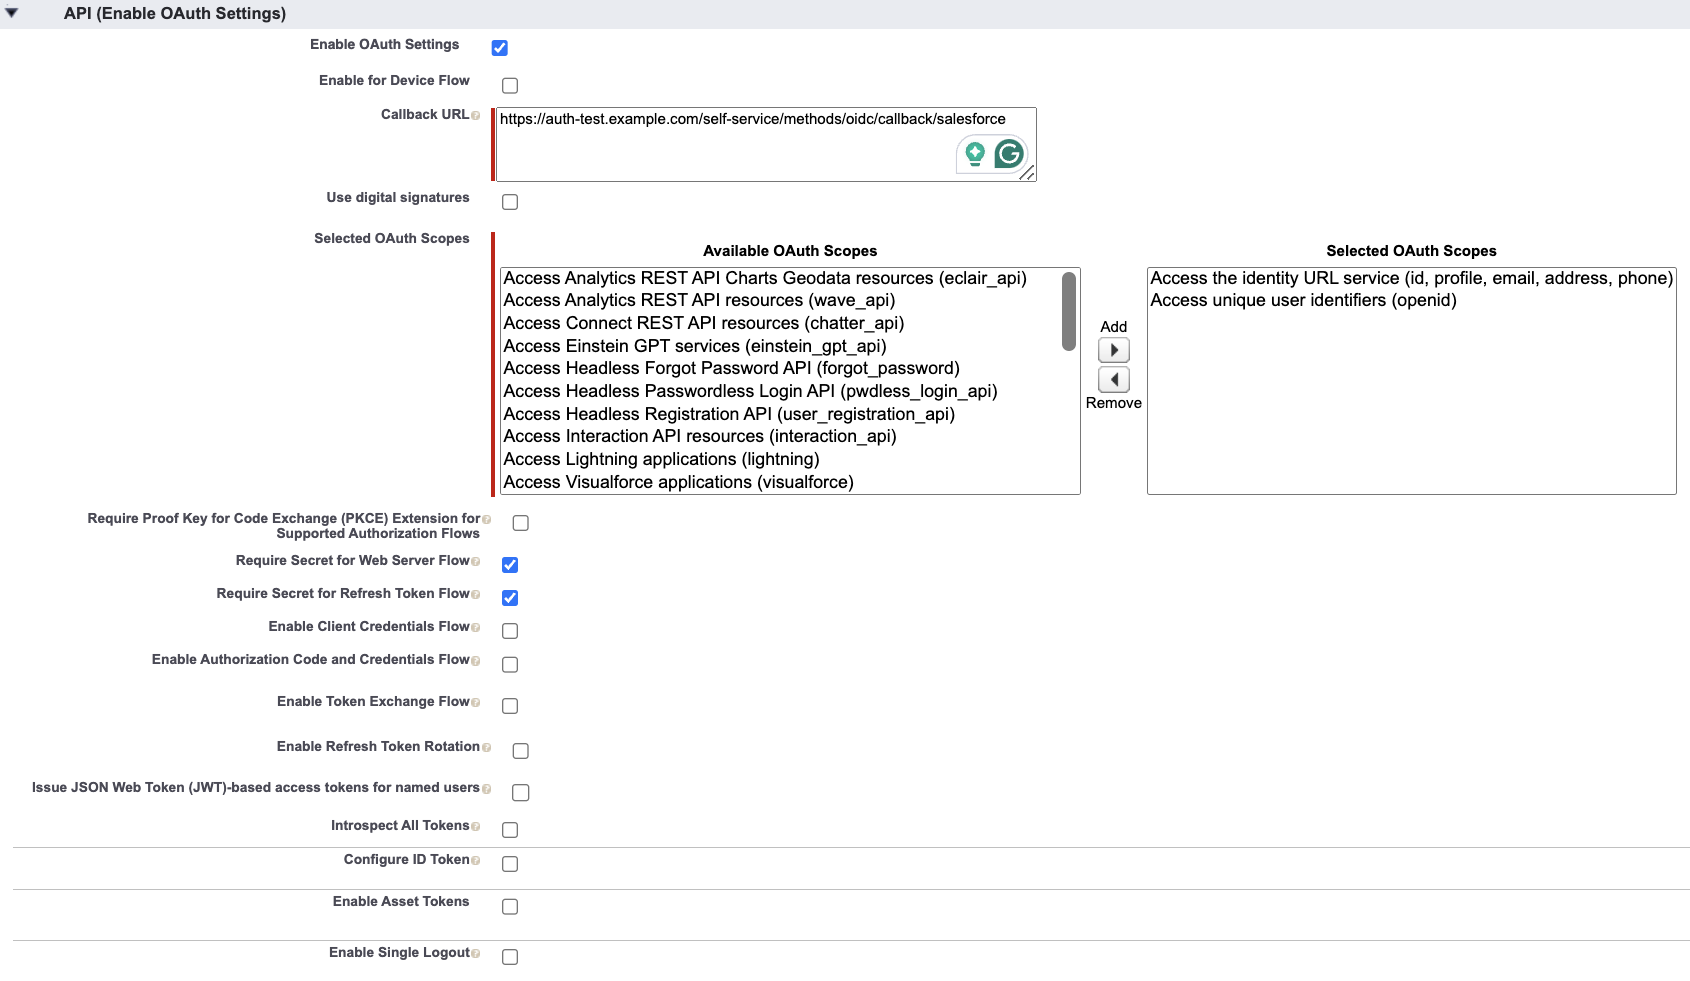 API (Enable OAuth Settings)
Enable OAuth Settings
Enable for Device Flow
Callback URL
https://auth-test.example.com/self-service/methods/oidc/callback/salesforce
Use digital signatures
Selected OAuth Scopes
Available OAuth Scopes
Access Analytics REST API Charts Geodata resources (eclair_api)
Access Analytics REST API resources (wave_api)
Access Connect REST API resources (chatter_api)
Access Einstein GPT services (einstein_gpt_api)
Access Headless Forgot Password API (forgot_password)
Access Headless Passwordless Login API (pwdless_login_api)
Access Headless Registration API (user_registration_api)
Access Interaction API resources (interaction_api)
Access Lightning applications (lightning)
Access Visualforce applications (visualforce)
Add
Remove
Selected OAuth Scopes
Access the identity URL service (id, profile, email, address, phone)
Access unique user identifiers (openid)
Require Proof Key for Code Exchange (PKCE) Extension for
Supported Authorization Flows
Require Secret for Web Server Flow
Require Secret for Refresh Token Flow
Enable Client Credentials Flow
Enable Authorization Code and Credentials Flow
Enable Token Exchange Flow
Enable Refresh Token Rotation
Issue JSON Web Token (JWT)-based access tokens for named users
Introspect All Tokens
Configure ID Token
Enable Asset Tokens
Enable Single Logout